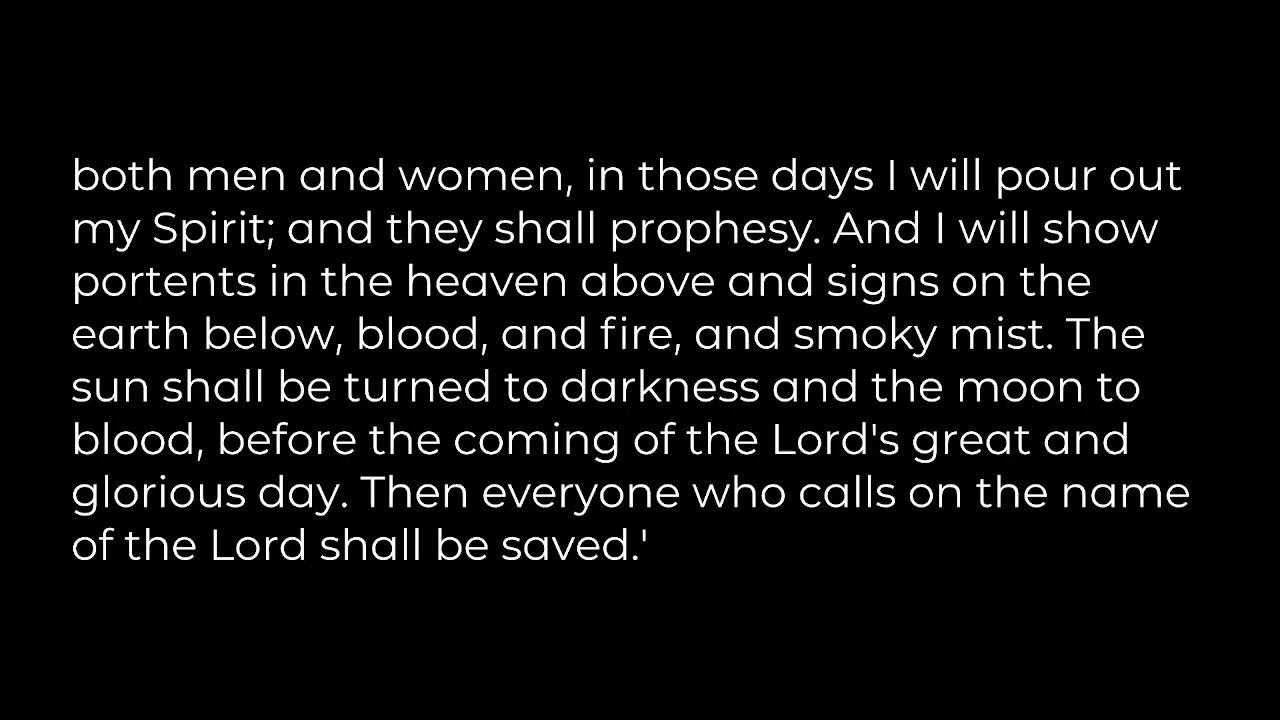 both men and women, in those days I will pour out
my Spirit; and they shall prophesy. And I will show
portents in the heaven above and signs on the
earth below, blood, and fire, and smoky mist. The
sun shall be turned to darkness and the moon to
blood, before the coming of the Lord's great and
glorious day. Then everyone who calls on the name
of the Lord shall be saved.'